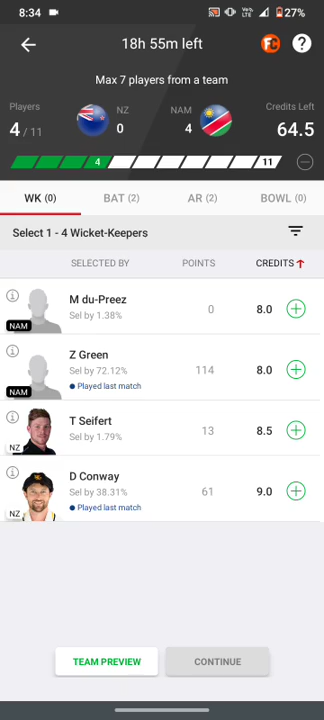 8:34
Vo)) LTE
27%
18h 55m left
FC
?
Max 7 players from a team
Players
4 / 11
NZ
0
NAM
4
Credits Left
64.5
4
11
WK (0)
BAT (2)
AR (2)
BOWL (0)
Select 1 - 4 Wicket-Keepers
SELECTED BY
POINTS
CREDITS
i
M du-Preez
Sel by 1.38%
0
8.0
NAM
i
Z Green
Sel by 72.12%
Played last match
114
8.0
NAM
i
T Seifert
Sel by 1.79%
13
8.5
NZ
i
D Conway
Sel by 38.31%
Played last match
61
9.0
NZ
TEAM PREVIEW
CONTINUE